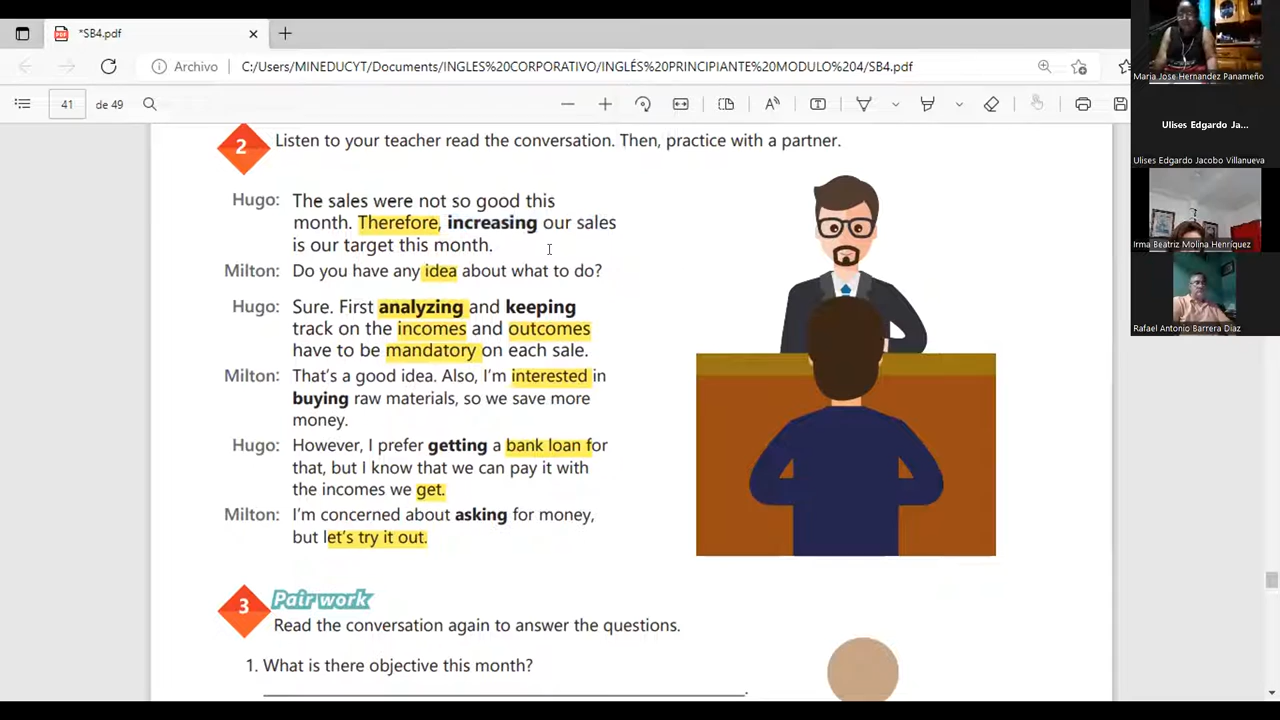 *SB4.pdf
Archivo
C:/Users/MINEDUCYT/Documents/INGLES%20CORPORATIVO/INGLÉS%20PRINCIPIANTE%20MODULO%204/SB4.pdf
41 de 49
Maria Jose Hernandez Panameño
Ulises Edgardo Ja...
Ulises Edgardo Jacobo Villanueva
Irma Beatriz Molina Henriquez
Rafael Antonio Barrera Diaz
2 Listen to your teacher read the conversation. Then, practice with a partner.
Hugo: The sales were not so good this
month. Therefore, increasing our sales
is our target this month.
Milton: Do you have any idea about what to do?
Hugo: Sure. First analyzing and keeping
track on the incomes and outcomes
have to be mandatory on each sale.
Milton: That's a good idea. Also, I'm interested in
buying raw materials, so we save more
money.
Hugo: However, I prefer getting a bank loan for
that, but I know that we can pay it with
the incomes we get.
Milton: I'm concerned about asking for money,
but let's try it out.
3 Pair work
Read the conversation again to answer the questions.
1. What is there objective this month?